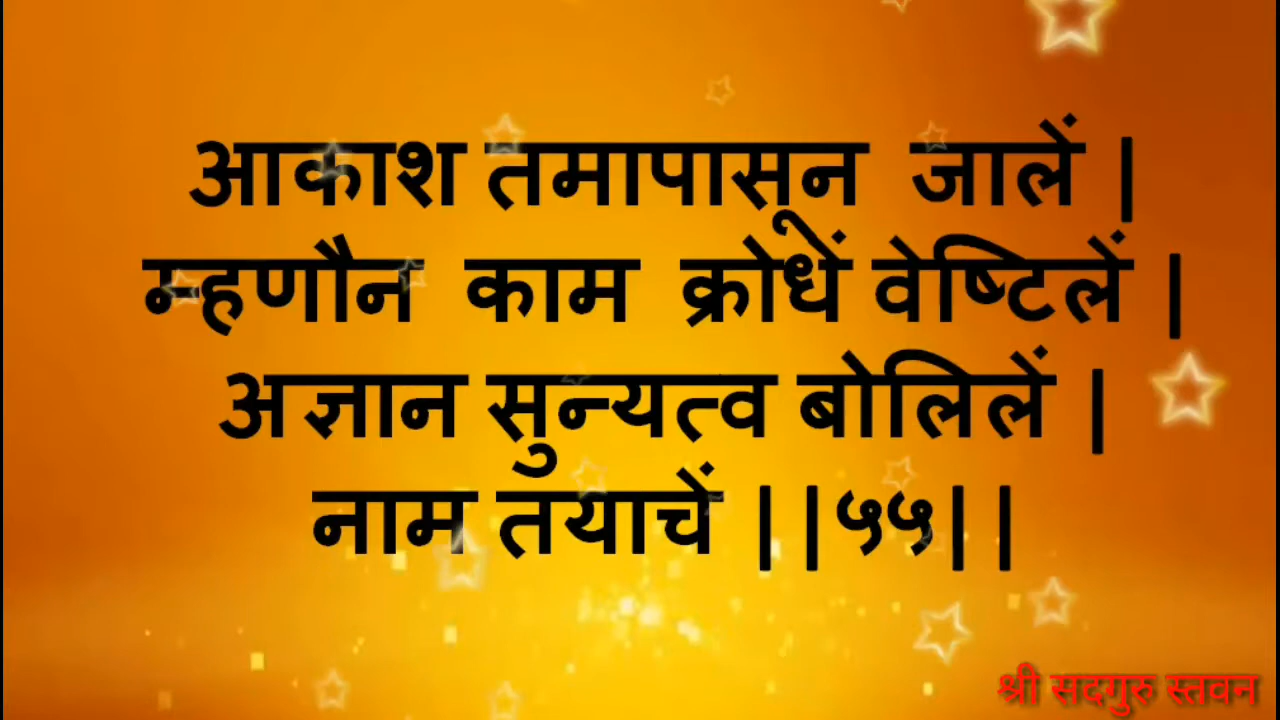 आकाश तमापासून जालें |
म्हणौन काम क्रोधें वेष्टिलें |
अज्ञान सुन्यत्व बोलिलें |
नाम तयाचें ||५५||
श्री सदगुरु स्तवन